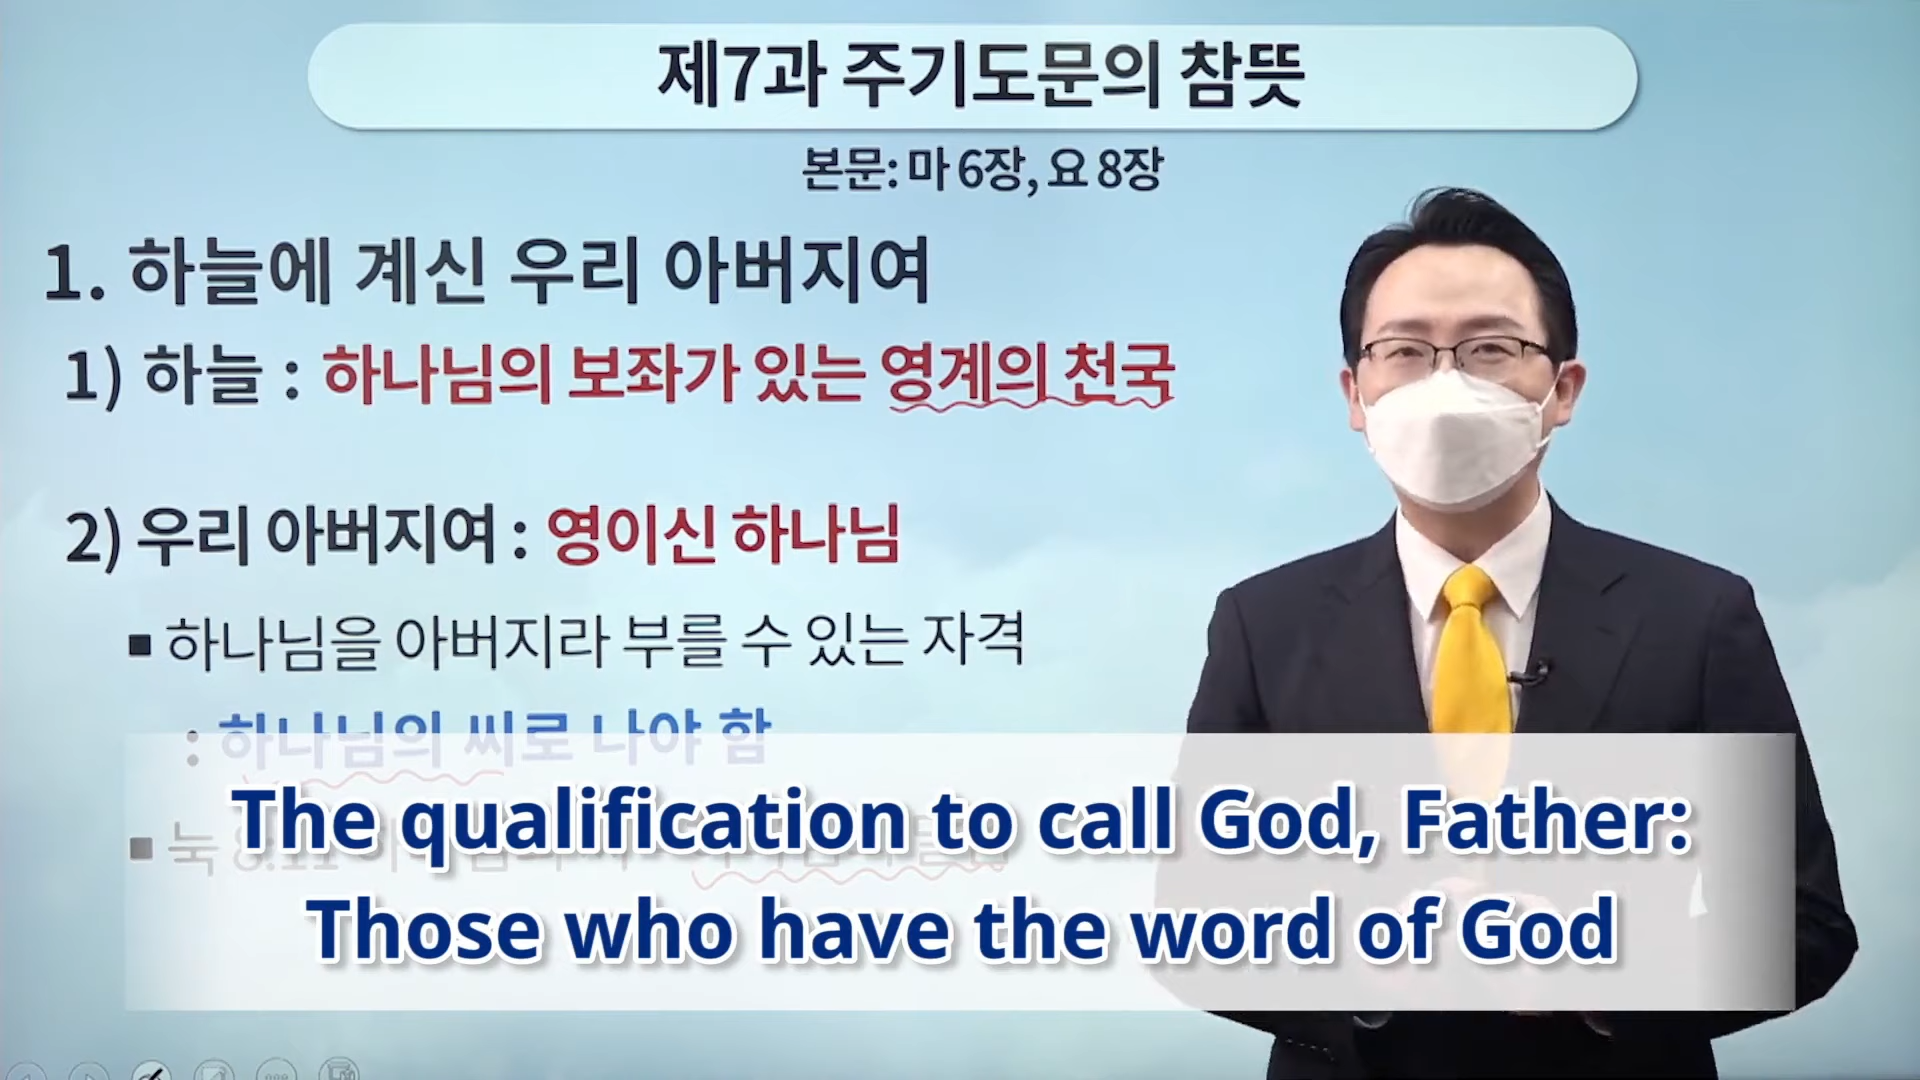 제7과 주기도문의 참뜻
본문: 마 6장, 요 8장
1. 하늘에 계신 우리 아버지여
1) 하늘 : 하나님의 보좌가 있는 영계의 천국
2) 우리 아버지여 : 영이신 하나님
▪ 하나님을 아버지라 부를 수 있는 자격
: 하나님의 씨로 나야 함
▪ 눅 8:11
The qualification to call God, Father:
Those who have the word of God